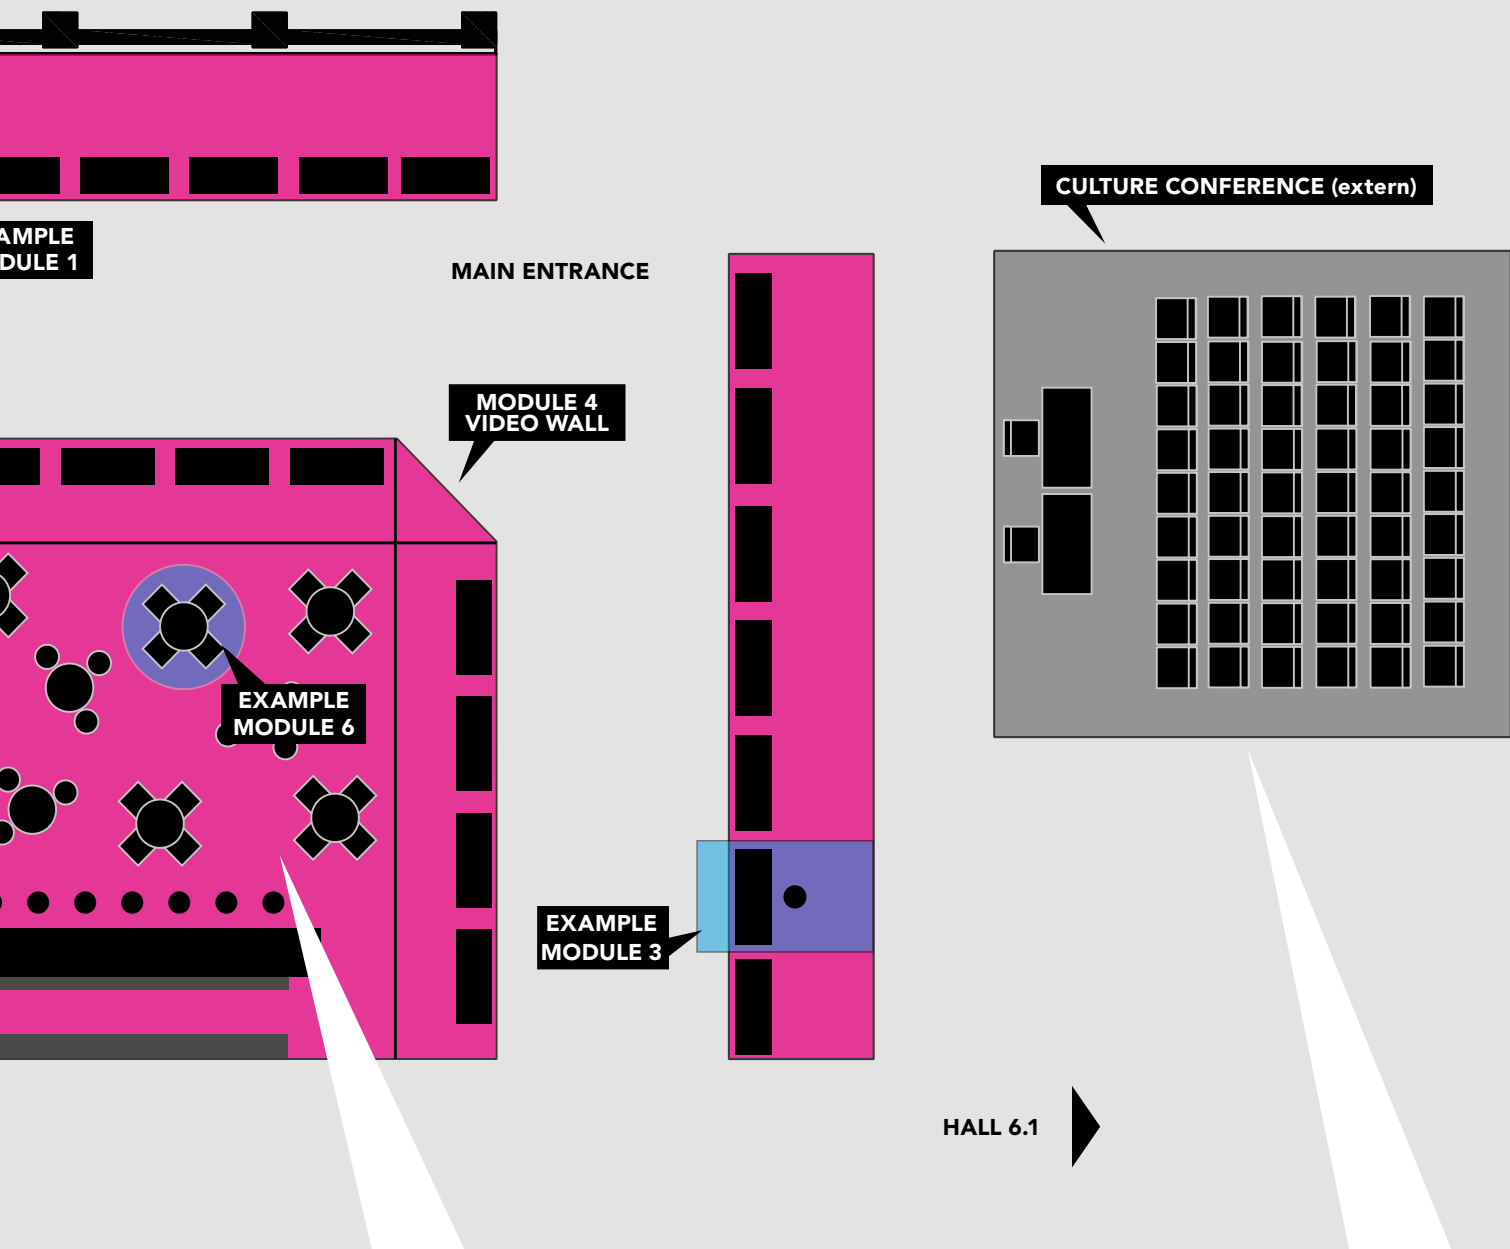 CULTURE CONFERENCE (extern)
AMPLE
DULE 1
MAIN ENTRANCE
MODULE 4
VIDEO WALL
EXAMPLE
MODULE 6
EXAMPLE
MODULE 3
HALL 6.1